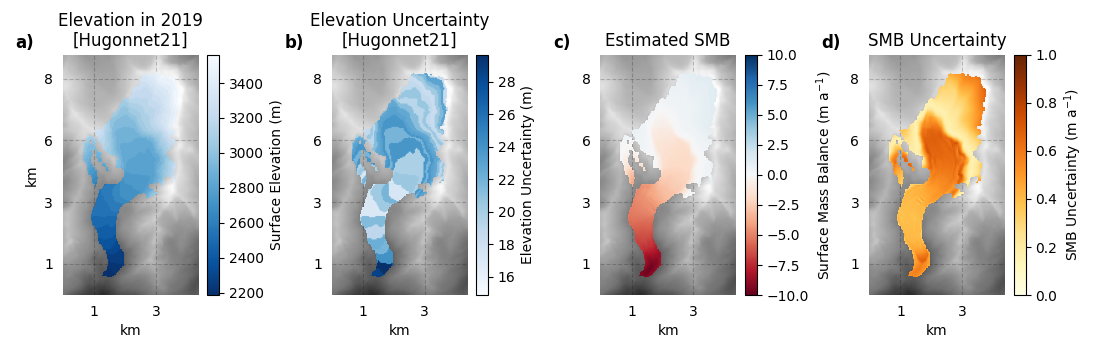 a)
Elevation in 2019
[Hugonnet21]
8
6
3
1
km
1
3
km
3400
3200
3000
2800
2600
2400
2200
Surface Elevation (m)
b)
Elevation Uncertainty
[Hugonnet21]
8
6
3
1
1
3
km
28
26
24
22
20
18
16
Elevation Uncertainty (m)
c)
Estimated SMB
8
6
3
1
1
3
km
10.0
7.5
5.0
2.5
0.0
−2.5
−5.0
−7.5
−10.0
Surface Mass Balance (m a⁻¹)
d)
SMB Uncertainty
8
6
3
1
1
3
km
1.0
0.8
0.6
0.4
0.2
0.0
SMB Uncertainty (m a⁻¹)